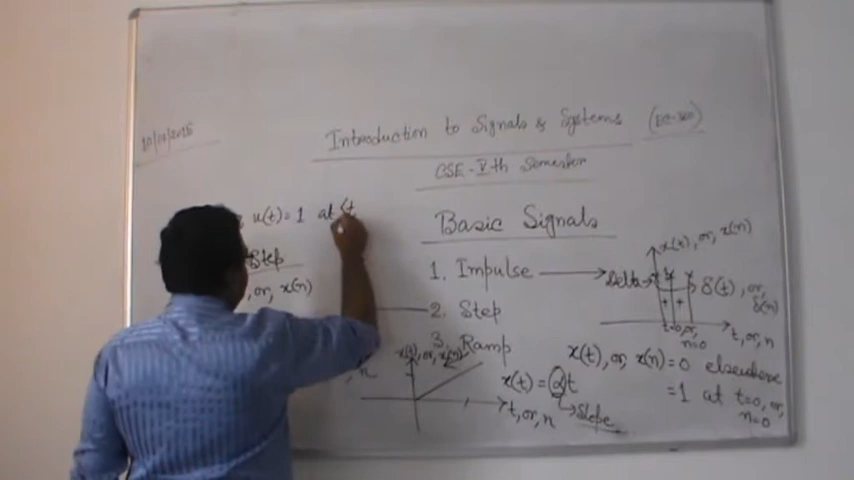 10/09/2015
Introduction to Signals & Systems
CSE-Vth Semester
u(t)=1 at (t
Step
or, x(n)
Basic Signals
1. Impulse
2. Step
3. Ramp
x(t), or, x(n)
Delta
δ(t), or, δ(n)
t=0, or, n=0
t, or, n
x(t), or, x(n)
x(t) = αt
Slope
t, or, n
, n
x(t), or, x(n) = 0 elsewhere
= 1 at t=0, or, n=0